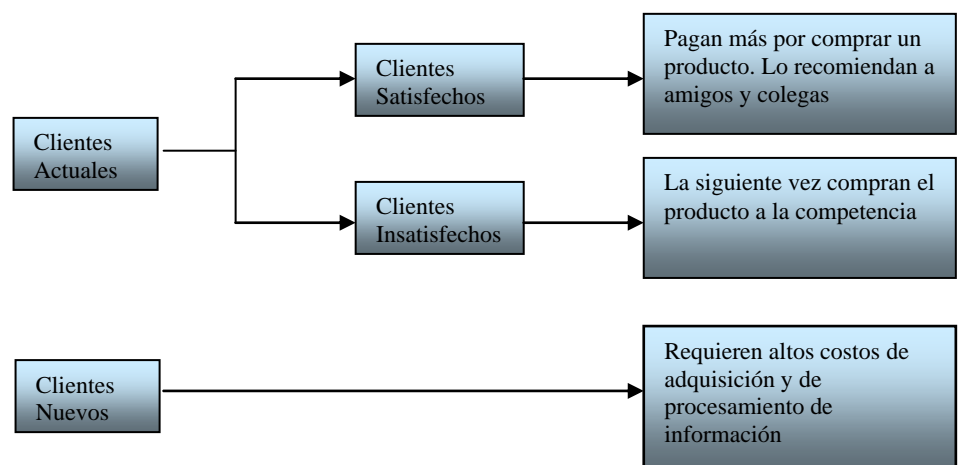 Clientes
Actuales
Clientes
Satisfechos
Pagan más por comprar un
producto. Lo recomiendan a
amigos y colegas
Clientes
Insatisfechos
La siguiente vez compran el
producto a la competencia
Clientes
Nuevos
Requieren altos costos de
adquisición y de
procesamiento de
información